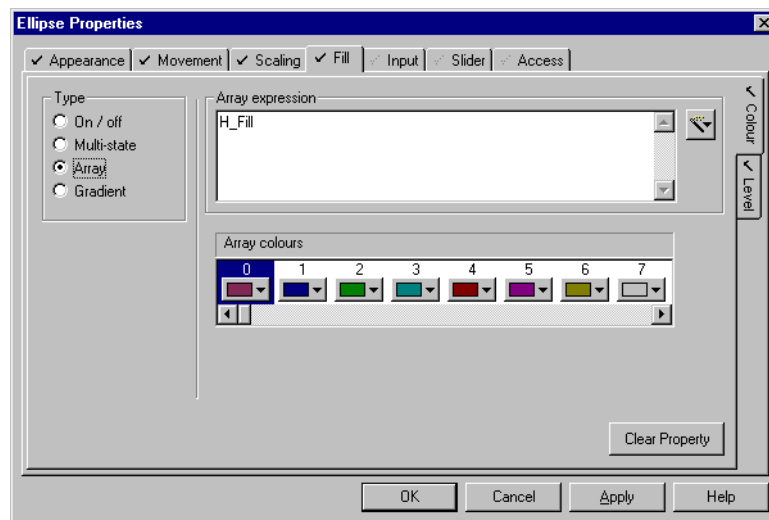 Ellipse Properties
Appearance Movement Scaling Fill Input Slider Access
Type
On / off
Multi-state
Array
Gradient
Array expression
H_Fill
Colour
Level
Array colours
0 1 2 3 4 5 6 7
Clear Property
OK Cancel Apply Help